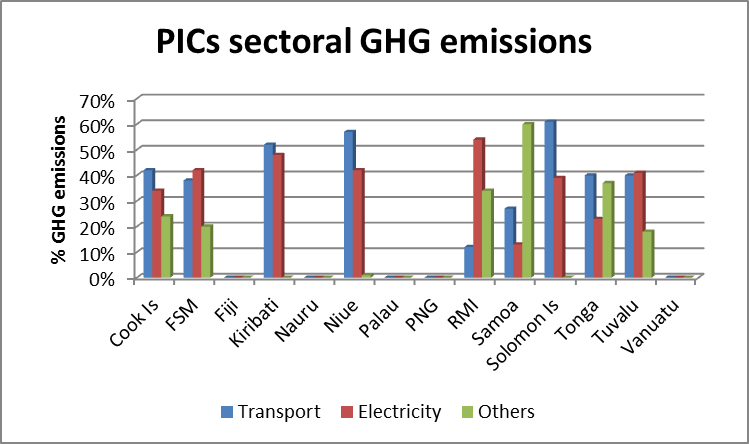 PICs sectoral GHG emissions
% GHG emissions
70%
60%
50%
40%
30%
20%
10%
0%
Cook Is
FSM
Fiji
Kiribati
Nauru
Niue
Palau
PNG
RMI
Samoa
Solomon Is
Tonga
Tuvalu
Vanuatu
Transport Electricity Others